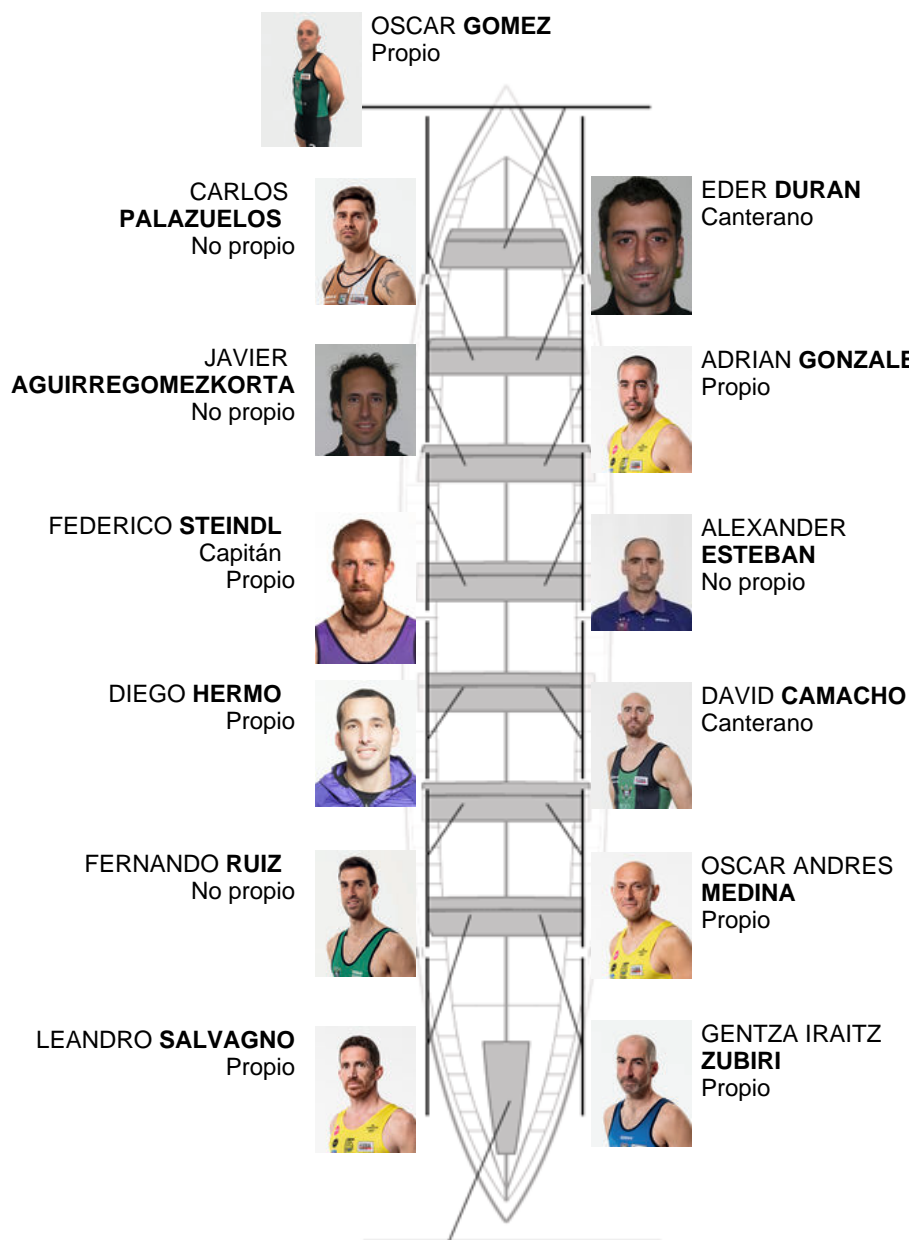 OSCAR GOMEZ
Propio
CARLOS
PALAZUELOS
No propio
EDER DURAN
Canterano
JAVIER
AGUIRREGOMEZKORTA
No propio
ADRIAN GONZALE
Propio
FEDERICO STEINDL
Capitán
Propio
ALEXANDER
ESTEBAN
No propio
DIEGO HERMO
Propio
DAVID CAMACHO
Canterano
FERNANDO RUIZ
No propio
OSCAR ANDRES
MEDINA
Propio
LEANDRO SALVAGNO
Propio
GENTZA IRAITZ
ZUBIRI
Propio